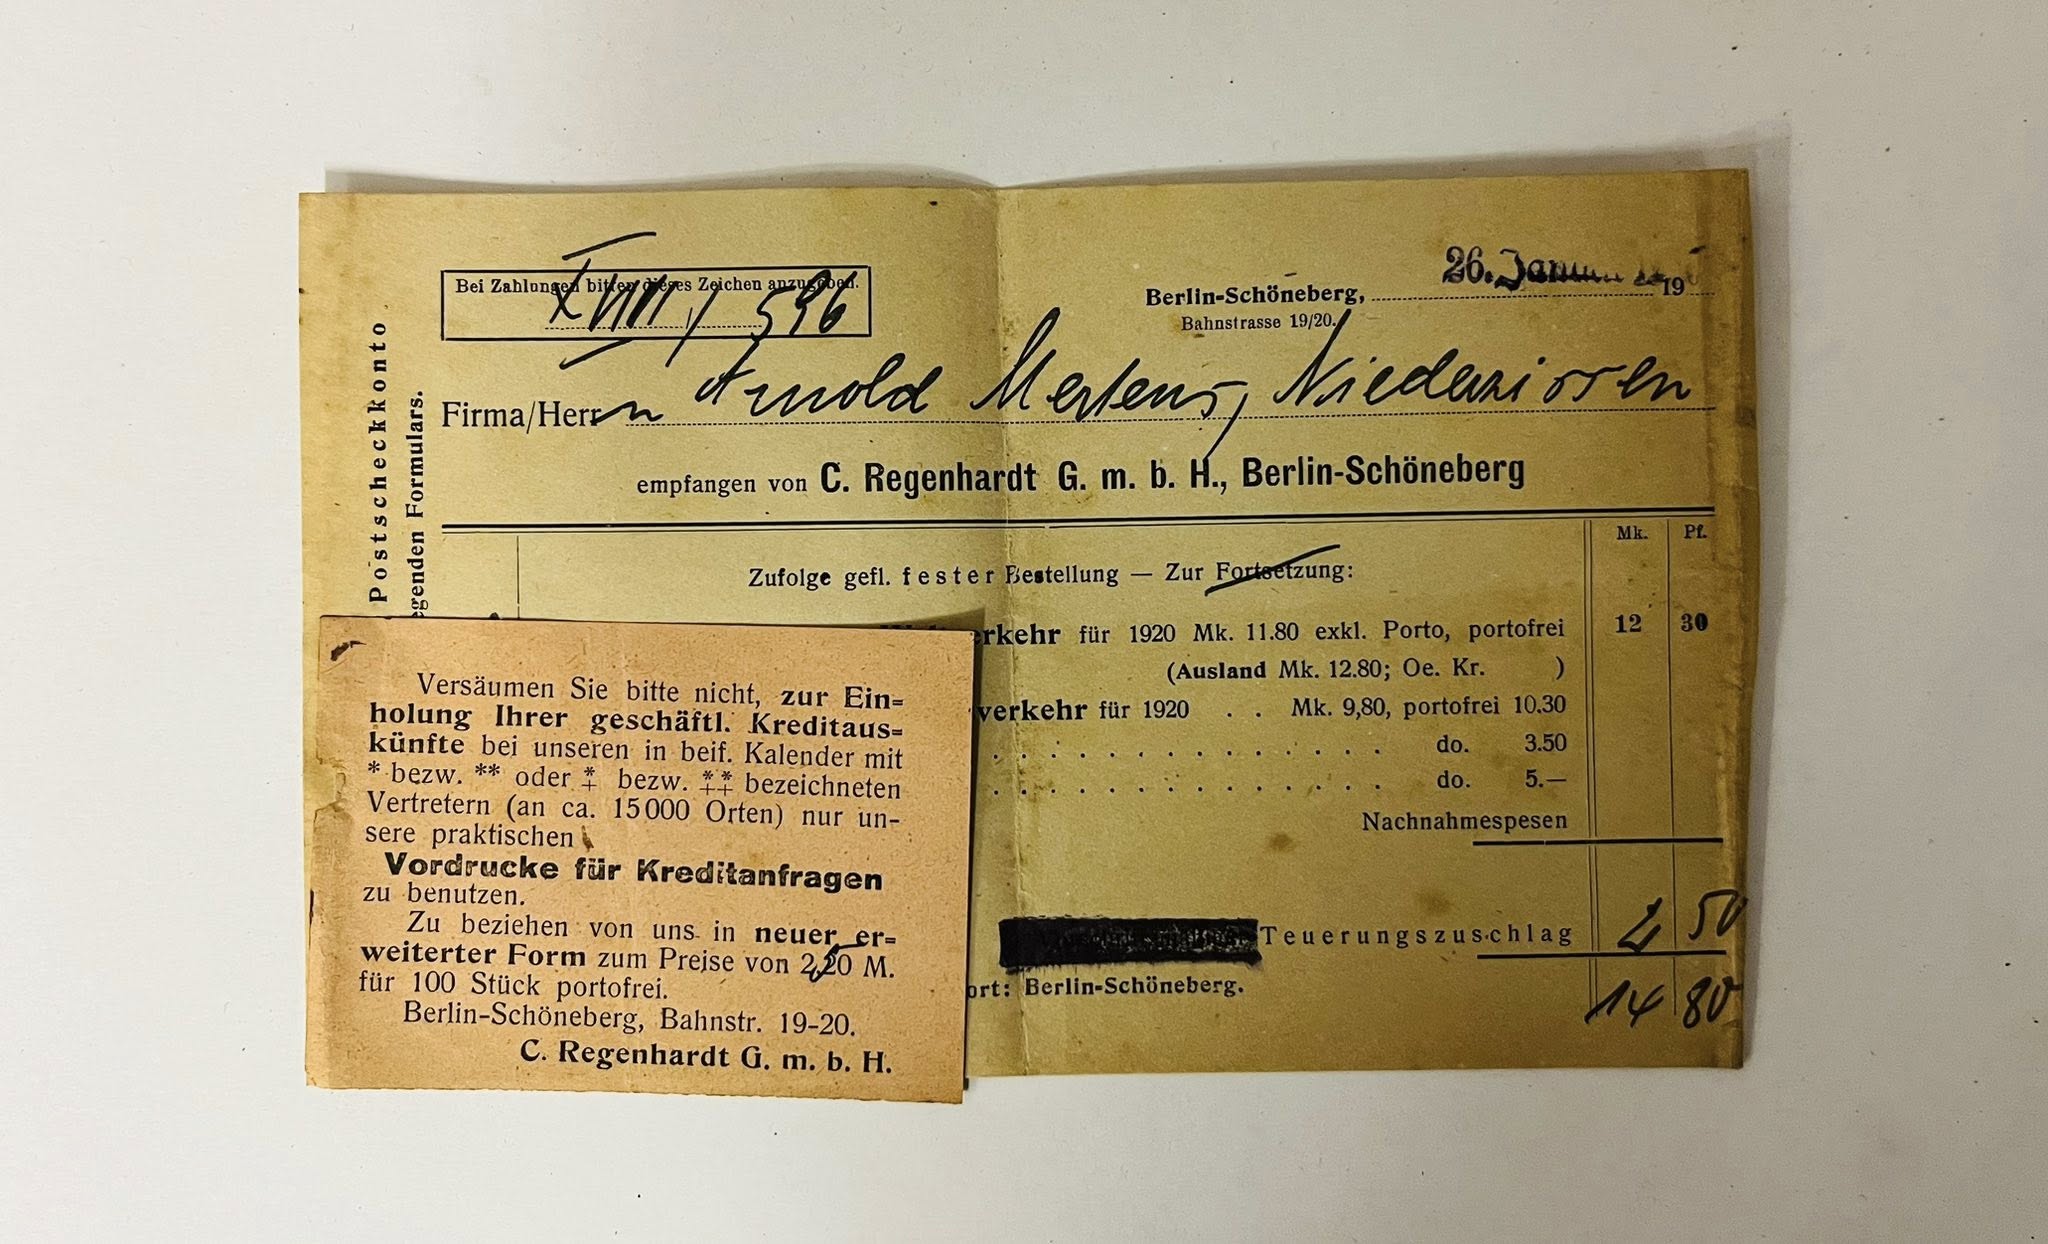 Bei Zahlungen bitten dieses Zeichen anzugeben.
XVIII / 596
26. Januar
Berlin-Schöneberg, 19
Bahnstrasse 19/20.
Firma/Herrn Arnold Mertens, Niederzissen
empfangen von C. Regenhardt G. m. b. H., Berlin-Schöneberg
Postscheckkonto
egenden Formulars.
Mk. Pf.
Zufolge gefl. fester Bestellung — Zur Fortsetzung:
erkehr für 1920 Mk. 11.80 exkl. Porto, portofrei 12 30
(Ausland Mk. 12.80; Oe. Kr. )
verkehr für 1920 . . Mk. 9,80, portofrei 10.30
do. 3.50
do. 5.—
Nachnahmespesen
Teuerungszuschlag 2 50
ort: Berlin-Schöneberg.
14 80
Versäumen Sie bitte nicht, zur Ein-
holung Ihrer geschäftl. Kreditaus-
künfte bei unseren in beif. Kalender mit
* bezw. ** oder ⁎+ bezw. ⁎⁎++ bezeichneten
Vertretern (an ca. 15000 Orten) nur un-
sere praktischen
Vordrucke für Kreditanfragen
zu benutzen.
Zu beziehen von uns in neuer er-
weiterter Form zum Preise von 2,50 M.
für 100 Stück portofrei.
Berlin-Schöneberg, Bahnstr. 19-20.
C. Regenhardt G. m. b. H.